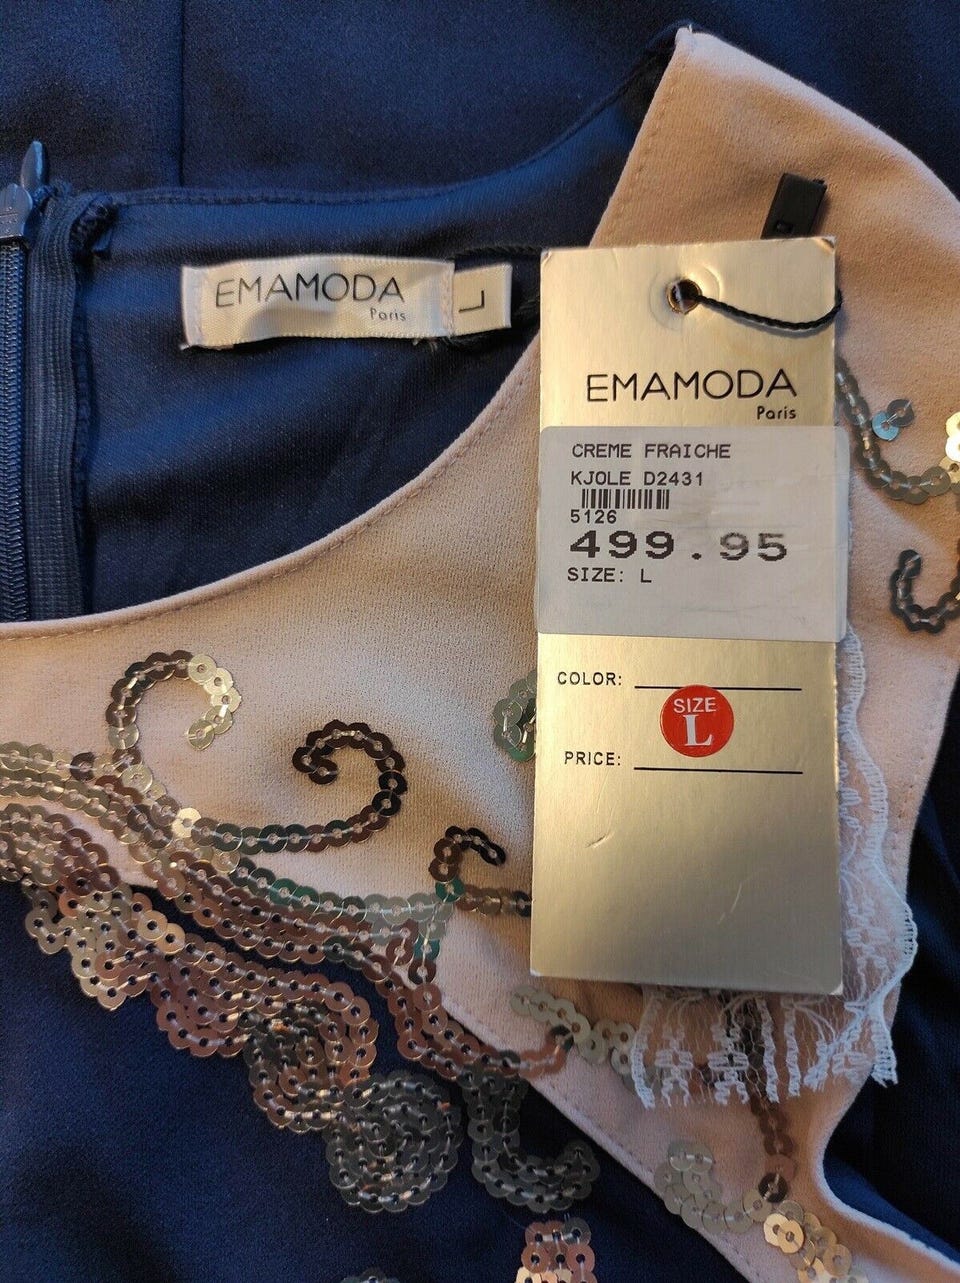 EMAMODA
Paris
L
EMAMODA
Paris
CREME FRAICHE
KJOLE D2431
5126
499.95
SIZE: L
COLOR:
SIZE
L
PRICE: